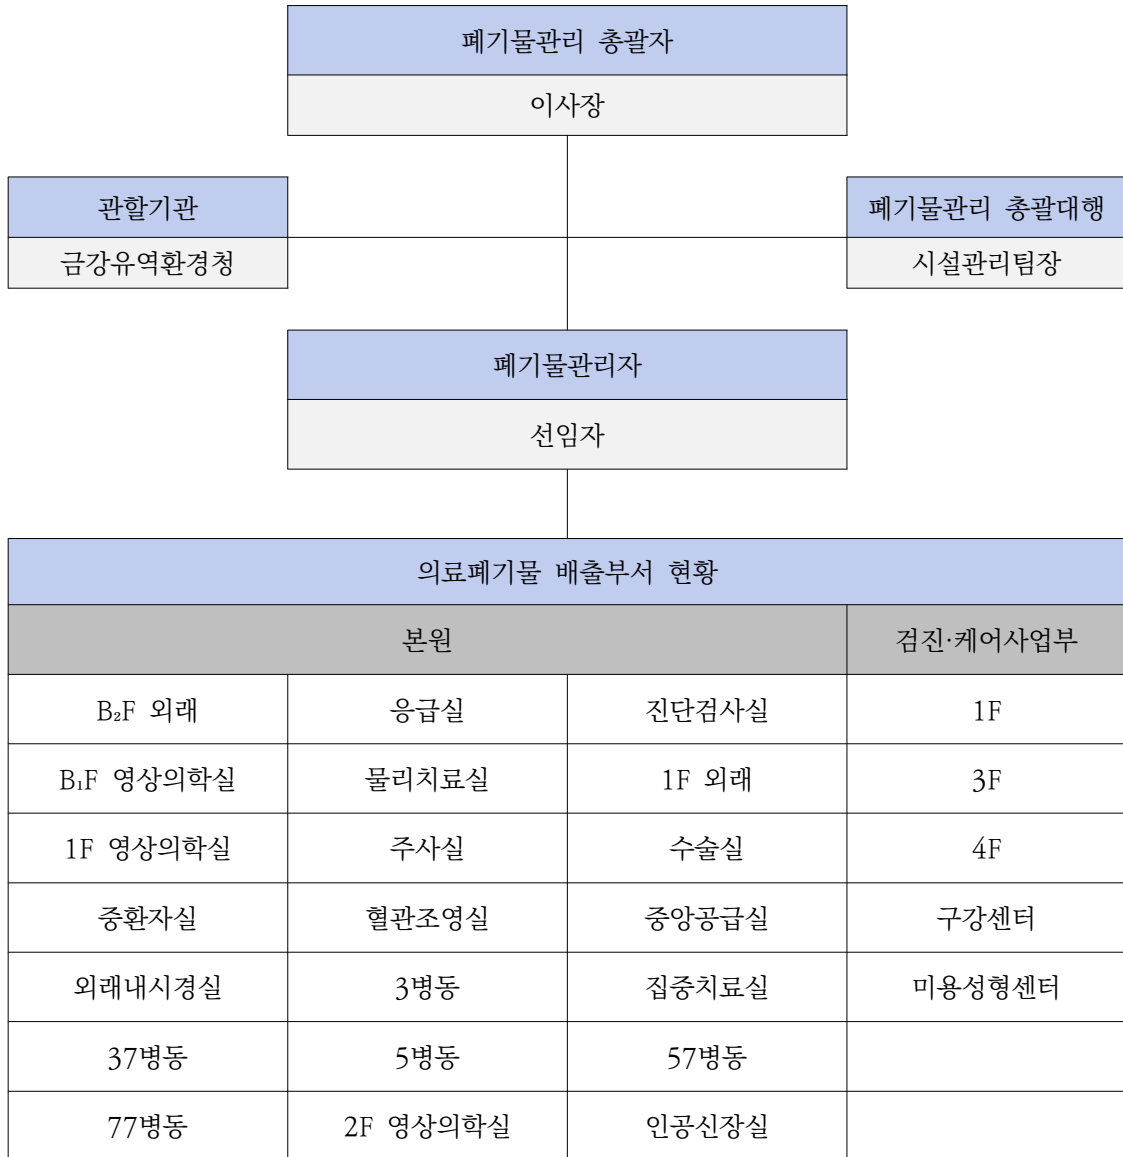 폐기물관리 총괄자
이사장
관할기관
금강유역환경청
폐기물관리 총괄대행
시설관리팀장
폐기물관리자
선임자
의료폐기물 배출부서 현황
본원 검진·케어사업부
B₂F 외래 응급실 진단검사실 1F
B₁F 영상의학실 물리치료실 1F 외래 3F
1F 영상의학실 주사실 수술실 4F
중환자실 혈관조영실 중앙공급실 구강센터
외래내시경실 3병동 집중치료실 미용성형센터
37병동 5병동 57병동
77병동 2F 영상의학실 인공신장실